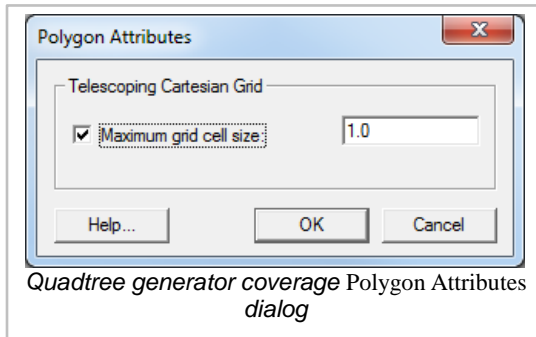 Polygon Attributes
Telescoping Cartesian Grid
Maximum grid cell size:
1.0
Help...
OK
Cancel
Quadtree generator coverage Polygon Attributes
dialog